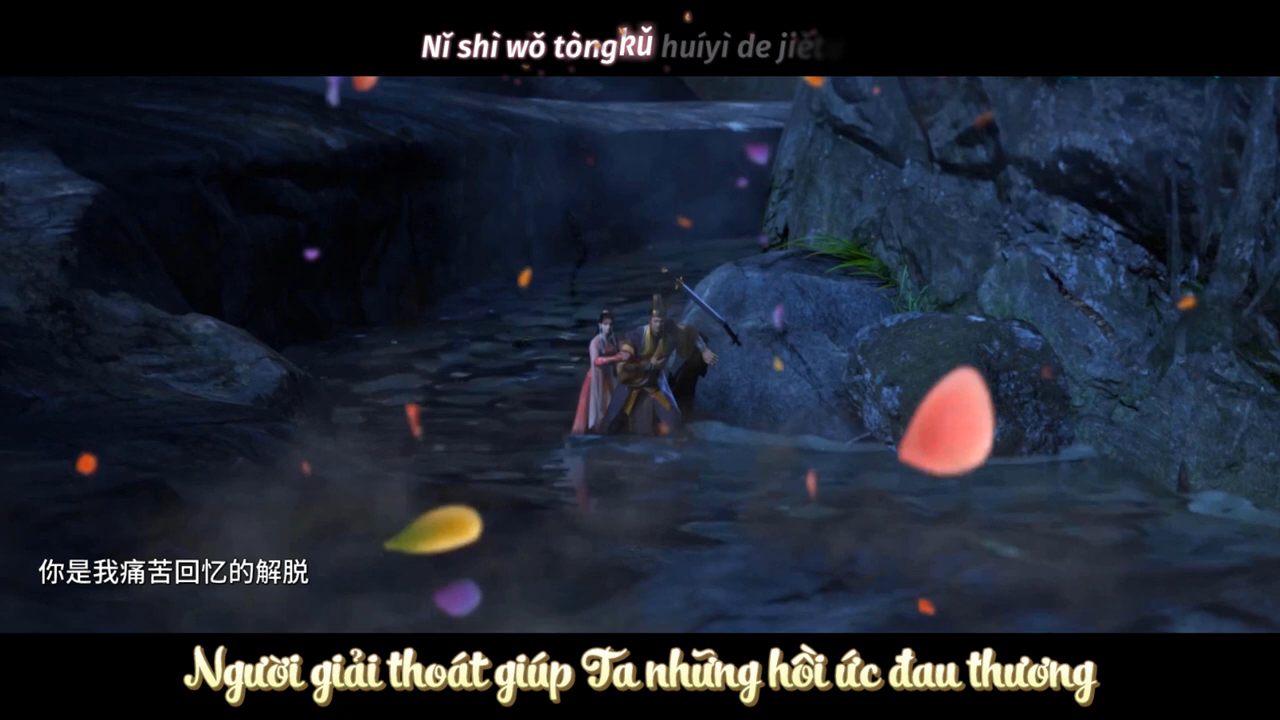 Nǐ shì wǒ tòngkǔ huíyì de jiět
你是我痛苦回忆的解脱
Người giải thoát giúp Ta những hồi ức đau thương